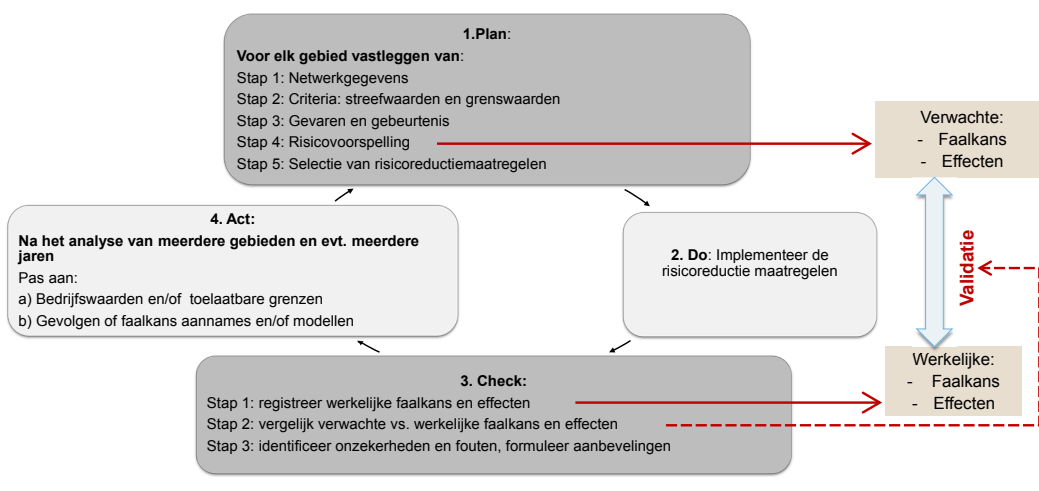 1.Plan:
Voor elk gebied vastleggen van:
Stap 1: Netwerkgegevens
Stap 2: Criteria: streefwaarden en grenswaarden
Stap 3: Gevaren en gebeurtenis
Stap 4: Risicovoorspelling
Stap 5: Selectie van risicoreductiemaatregelen
Verwachte:
- Faalkans
- Effecten
4. Act:
Na het analyse van meerdere gebieden en evt. meerdere
jaren
Pas aan:
a) Bedrijfswaarden en/of toelaatbare grenzen
b) Gevolgen of faalkans aannames en/of modellen
2. Do: Implementeer de
risicoreductie maatregelen
Validatie
3. Check:
Stap 1: registreer werkelijke faalkans en effecten
Stap 2: vergelijk verwachte vs. werkelijke faalkans en effecten
Stap 3: identificeer onzekerheden en fouten, formuleer aanbevelingen
Werkelijke:
- Faalkans
- Effecten